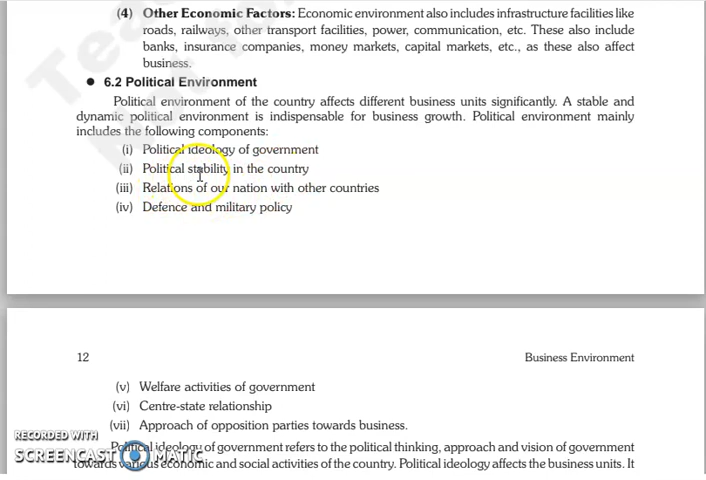 (4) Other Economic Factors: Economic environment also includes infrastructure facilities like
roads, railways, other transport facilities, power, communication, etc. These also include
banks, insurance companies, money markets, capital markets, etc., as these also affect
business.
● 6.2 Political Environment
Political environment of the country affects different business units significantly. A stable and
dynamic political environment is indispensable for business growth. Political environment mainly
includes the following components:
(i) Political ideology of government
(ii) Political stability in the country
(iii) Relations of our nation with other countries
(iv) Defence and military policy
12 Business Environment
(v) Welfare activities of government
(vi) Centre-state relationship
(vii) Approach of opposition parties towards business.
RECORDED WITH
Political ideology of government refers to the political thinking, approach and vision of government
SCREENCAST MATIC
towards various economic and social activities of the country. Political ideology affects the business units. It